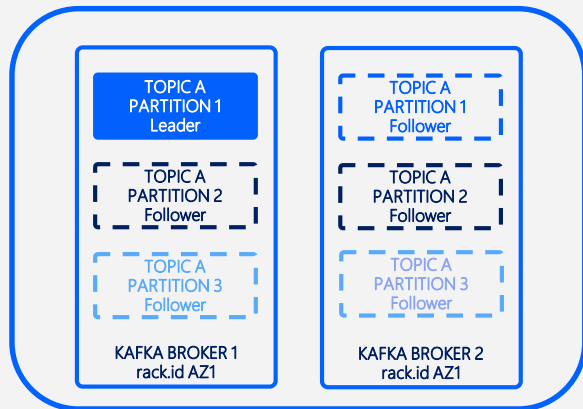 TOPIC A
PARTITION 1
Leader
TOPIC A
PARTITION 2
Follower
TOPIC A
PARTITION 3
Follower
KAFKA BROKER 1
rack.id AZ1
TOPIC A
PARTITION 1
Follower
TOPIC A
PARTITION 2
Follower
TOPIC A
PARTITION 3
Follower
KAFKA BROKER 2
rack.id AZ1